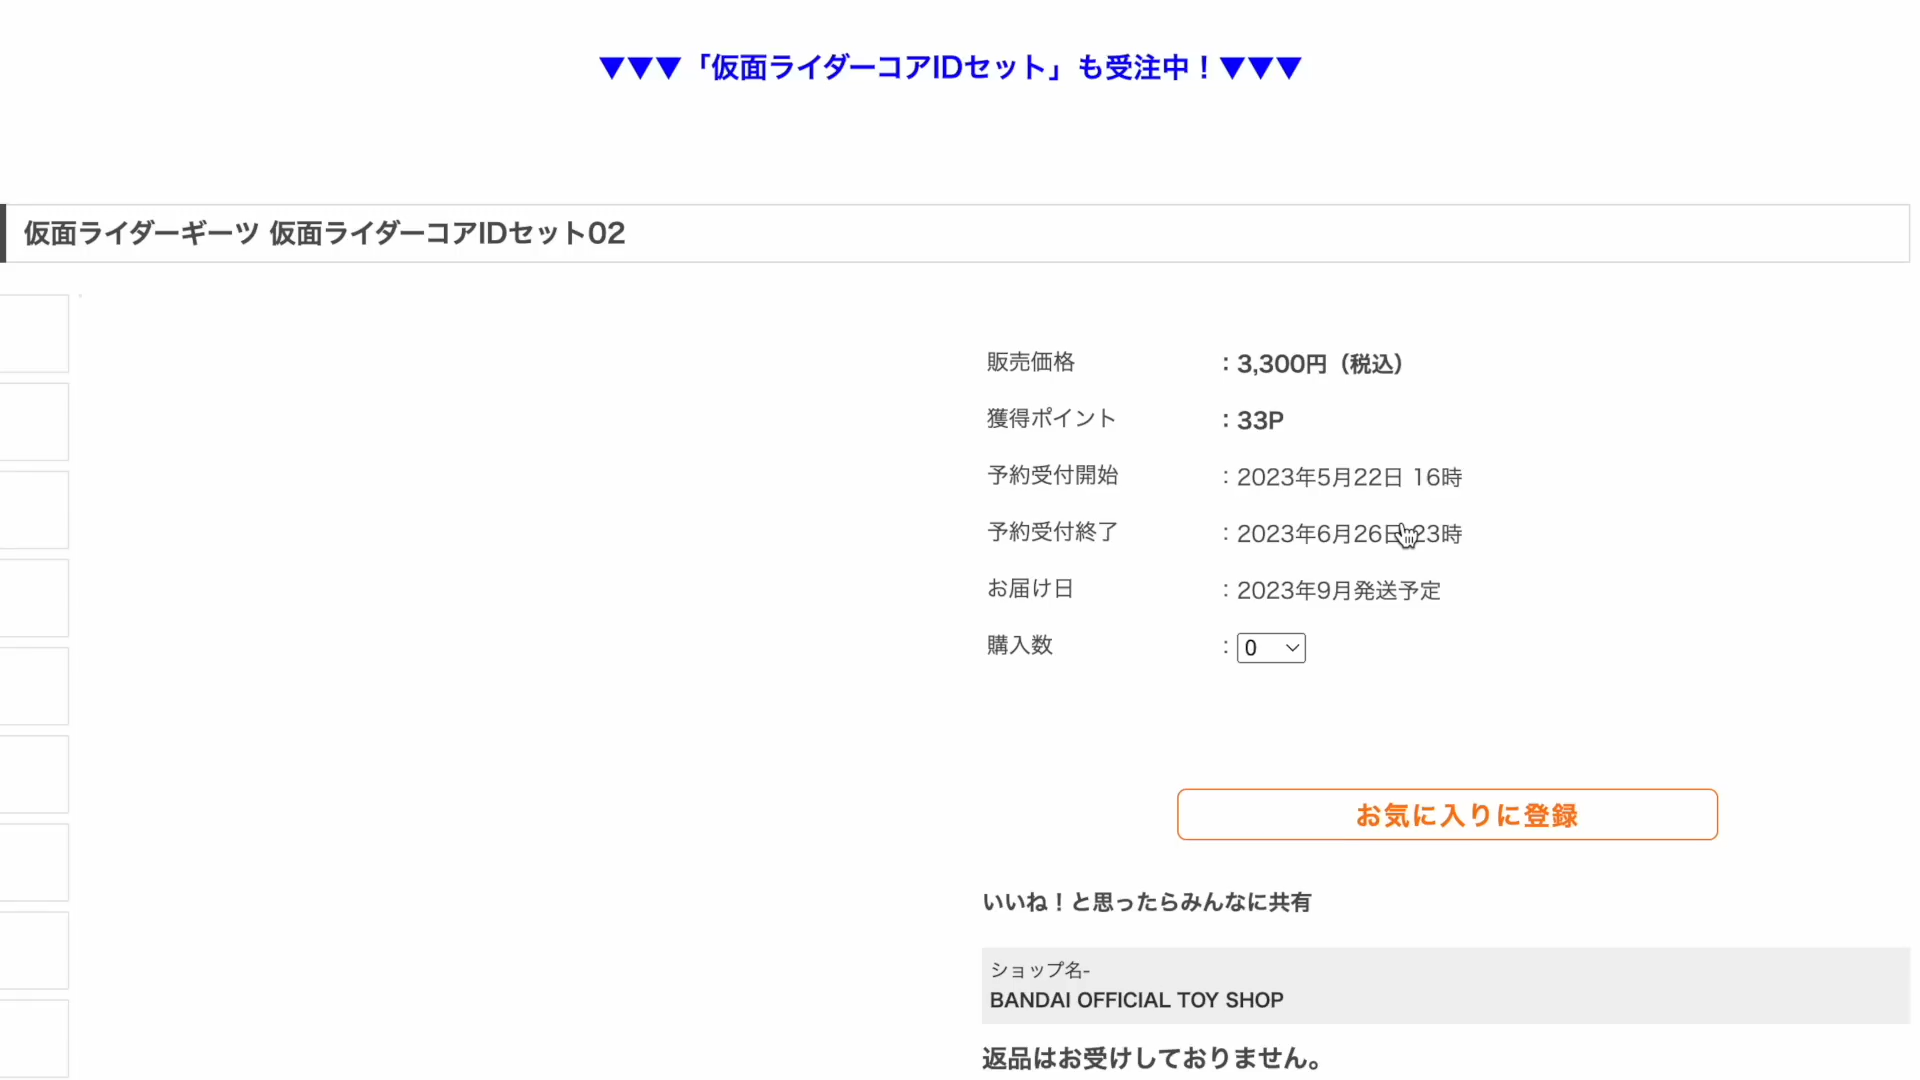 ▼▼▼「仮面ライダーコアIDセット」も受注中！▼▼▼
仮面ライダーギーツ 仮面ライダーコアIDセット02
販売価格：3,300円（税込）
獲得ポイント：33P
予約受付開始：2023年5月22日 16時
予約受付終了：2023年6月26日 23時
お届け日：2023年9月発送予定
購入数：0
お気に入りに登録
いいね！と思ったらみんなに共有
ショップ名-
BANDAI OFFICIAL TOY SHOP
返品はお受けしておりません。